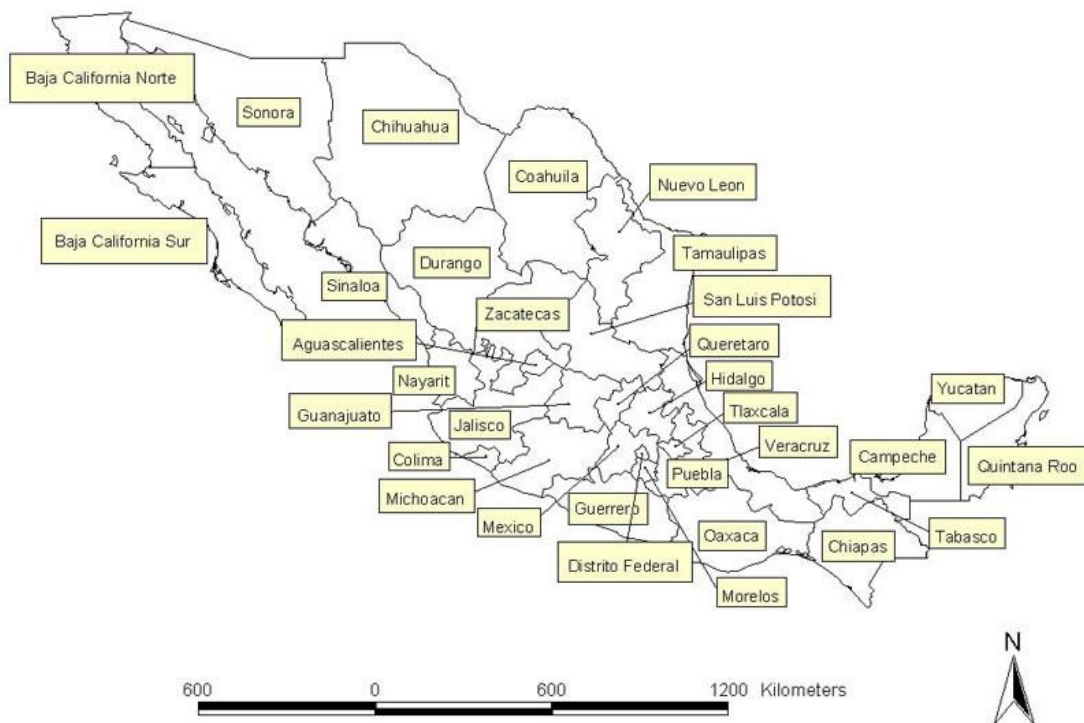 Baja California Norte
Sonora
Chihuahua
Coahuila
Nuevo Leon
Baja California Sur
Tamaulipas
Durango
Sinaloa
San Luis Potosi
Zacatecas
Aguascalientes
Queretaro
Nayarit
Hidalgo
Yucatan
Guanajuato
Tlaxcala
Jalisco
Veracruz
Colima
Campeche
Puebla
Quintana Roo
Michoacan
Guerrero
Mexico
Oaxaca
Tabasco
Chiapas
Distrito Federal
Morelos
N
600 0 600 1200 Kilometers